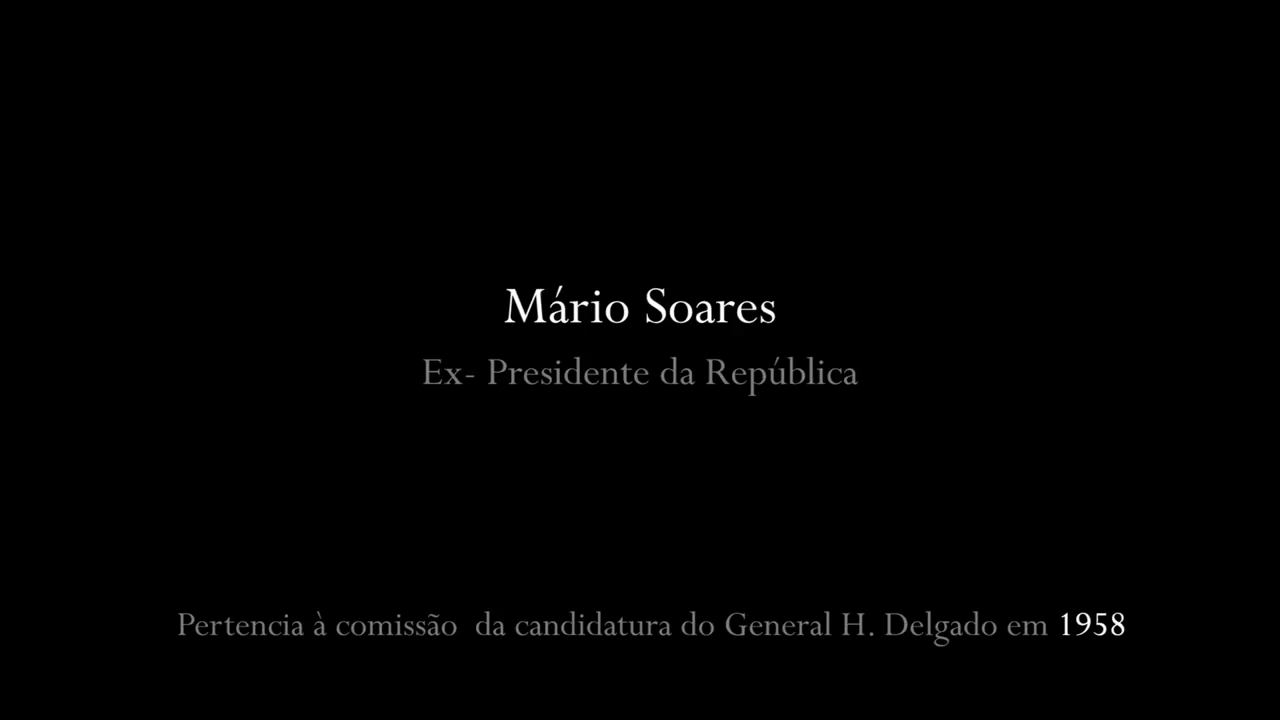 Mário Soares
Ex- Presidente da República
Pertencia à comissão  da candidatura do General H. Delgado em 1958